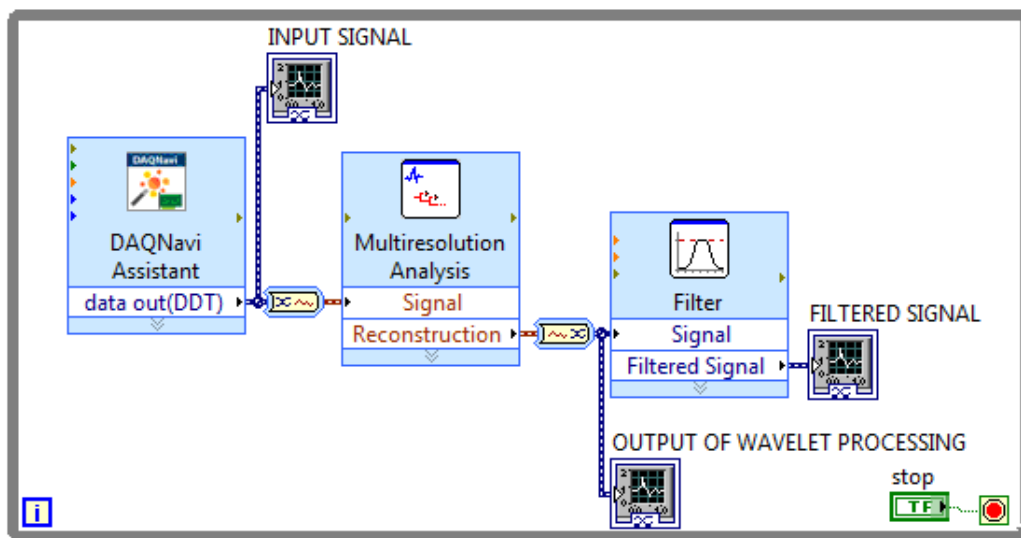 INPUT SIGNAL
DAQNavi
DAQNavi
Assistant
data out(DDT)
Multiresolution
Analysis
Signal
Reconstruction
Filter
Signal
Filtered Signal
FILTERED SIGNAL
OUTPUT OF WAVELET PROCESSING
stop
TF
i